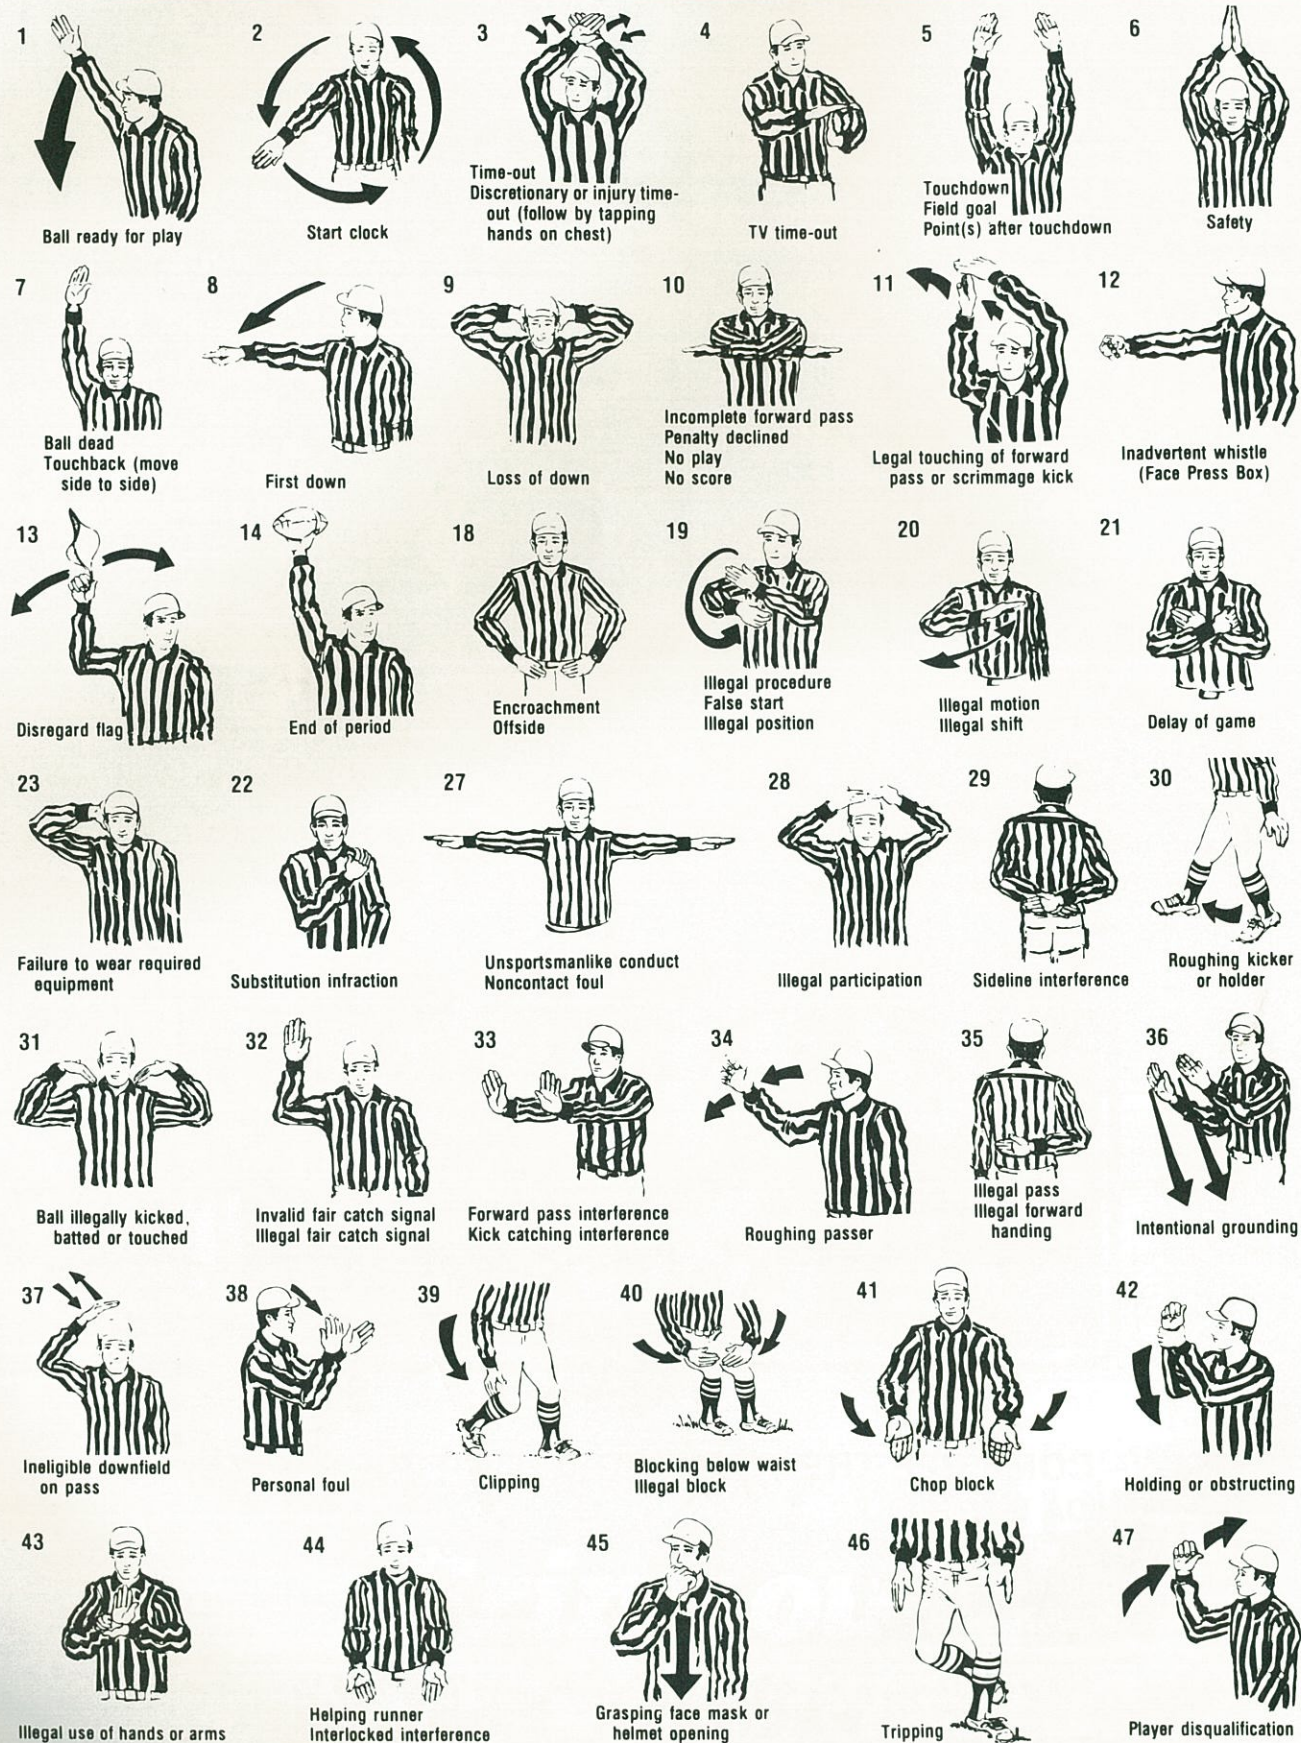 1
Ball ready for play
2
Start clock
3
Time-out
Discretionary or injury time-
out (follow by tapping
hands on chest)
4
TV time-out
5
Touchdown
Field goal
Point(s) after touchdown
6
Safety
7
Ball dead
Touchback (move
side to side)
8
First down
9
Loss of down
10
Incomplete forward pass
Penalty declined
No play
No score
11
Legal touching of forward
pass or scrimmage kick
12
Inadvertent whistle
(Face Press Box)
13
Disregard flag
14
End of period
18
Encroachment
Offside
19
Illegal procedure
False start
Illegal position
20
Illegal motion
Illegal shift
21
Delay of game
23
Failure to wear required
equipment
22
Substitution infraction
27
Unsportsmanlike conduct
Noncontact foul
28
Illegal participation
29
Sideline interference
30
Roughing kicker
or holder
31
Ball illegally kicked,
batted or touched
32
Invalid fair catch signal
Illegal fair catch signal
33
Forward pass interference
Kick catching interference
34
Roughing passer
35
Illegal pass
Illegal forward
handing
36
Intentional grounding
37
Ineligible downfield
on pass
38
Personal foul
39
Clipping
40
Blocking below waist
Illegal block
41
Chop block
42
Holding or obstructing
43
Illegal use of hands or arms
44
Helping runner
Interlocked interference
45
Grasping face mask or
helmet opening
46
Tripping
47
Player disqualification